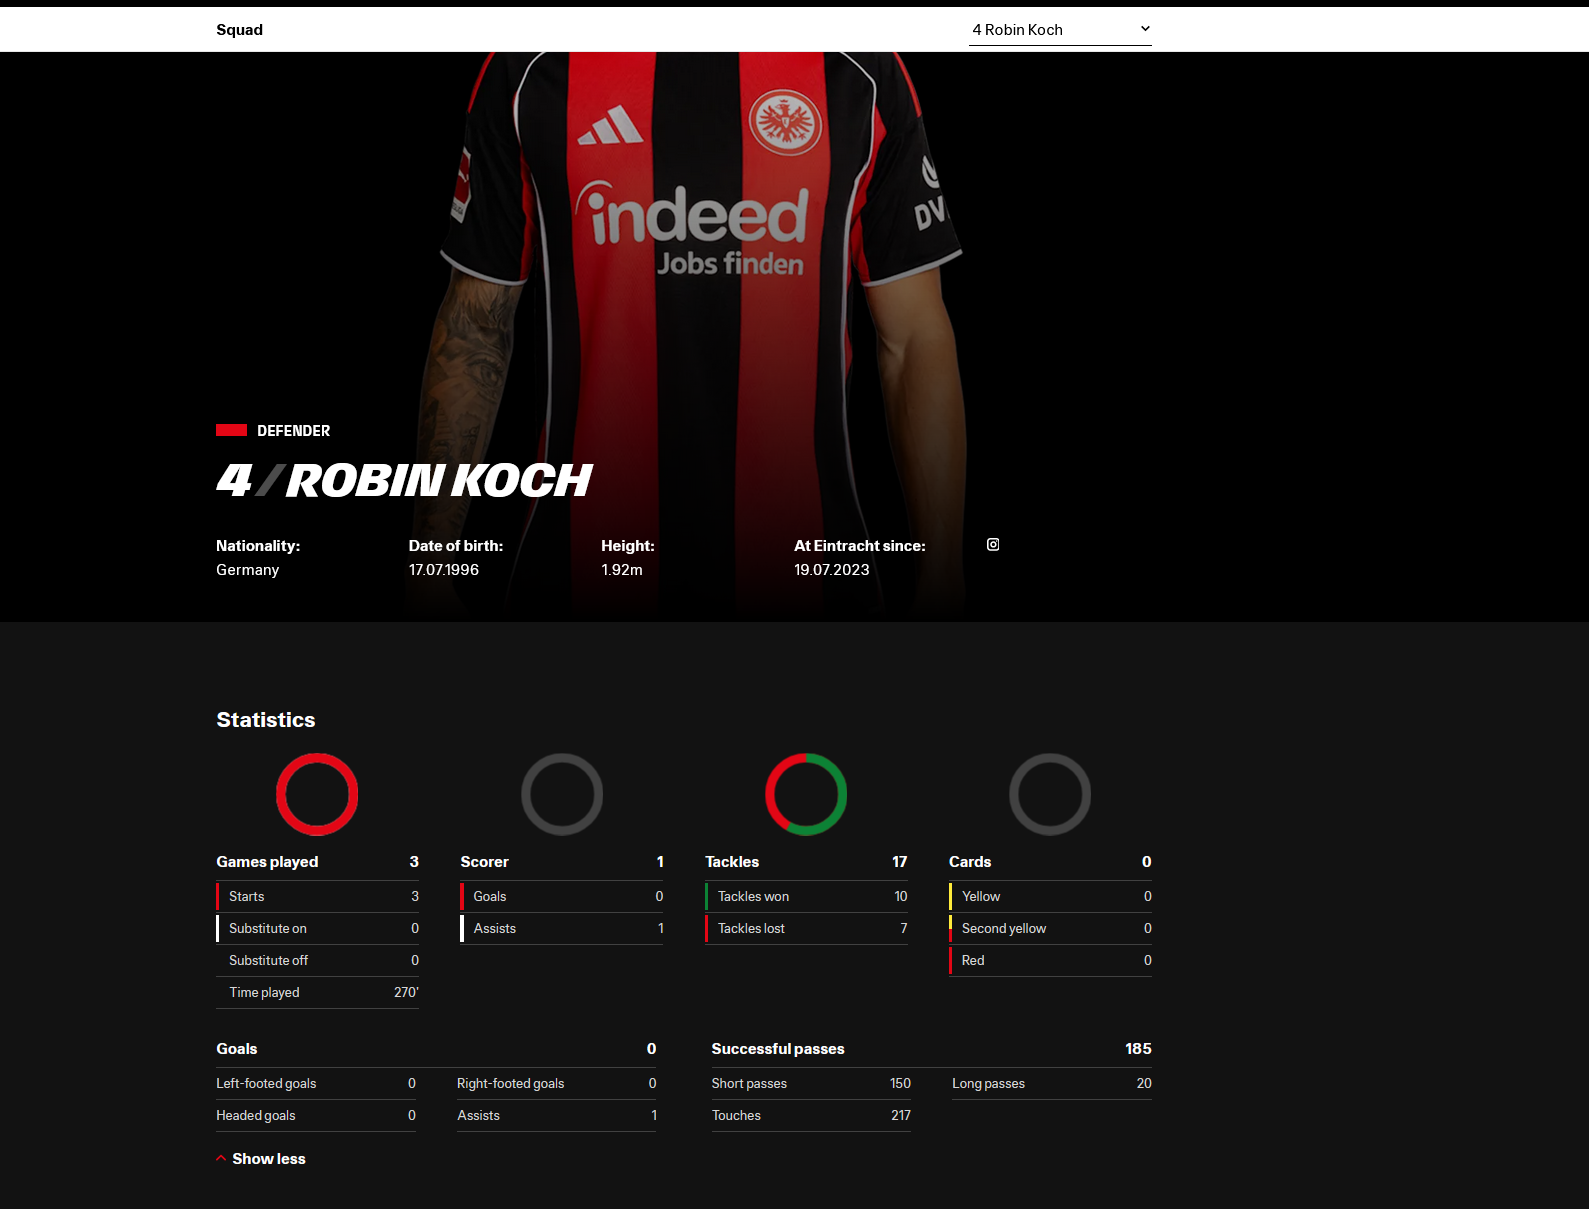 Squad
4 Robin Koch
indeed
Jobs finden
DEFENDER
4 / ROBIN KOCH
Nationality:
Germany
Date of birth:
17.07.1996
Height:
1.92m
At Eintracht since:
19.07.2023
Statistics
Games played 3
Starts 3
Substitute on 0
Substitute off 0
Time played 270'
Scorer 1
Goals 0
Assists 1
Tackles 17
Tackles won 10
Tackles lost 7
Cards 0
Yellow 0
Second yellow 0
Red 0
Goals 0
Left-footed goals 0
Right-footed goals 0
Headed goals 0
Assists 1
Successful passes 185
Short passes 150
Long passes 20
Touches 217
Show less